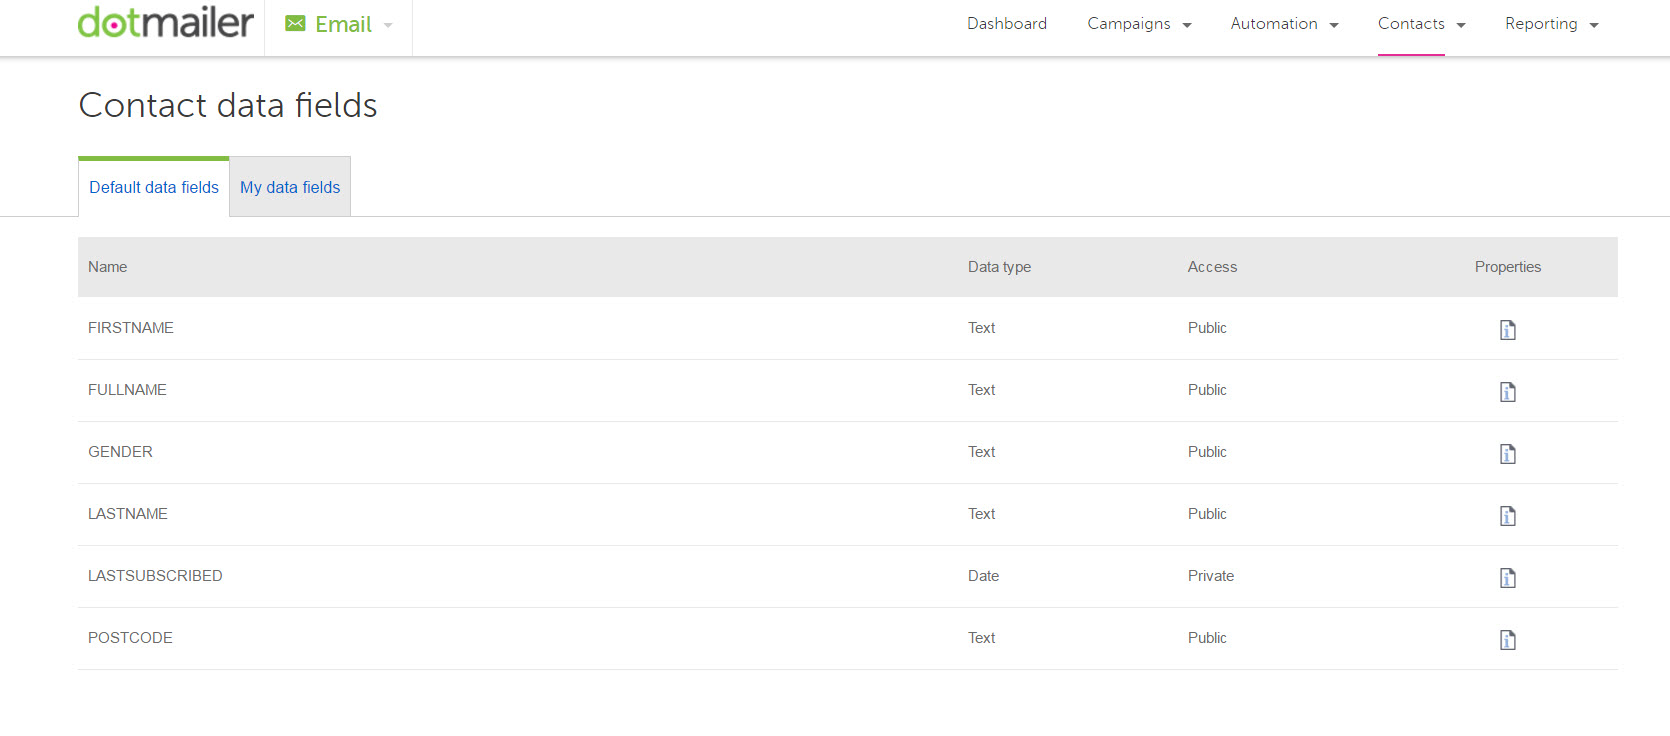 dotmailer Email Dashboard Campaigns Automation Contacts Reporting
Contact data fields
Default data fields My data fields
Name Data type Access Properties
FIRSTNAME Text Public
FULLNAME Text Public
GENDER Text Public
LASTNAME Text Public
LASTSUBSCRIBED Date Private
POSTCODE Text Public